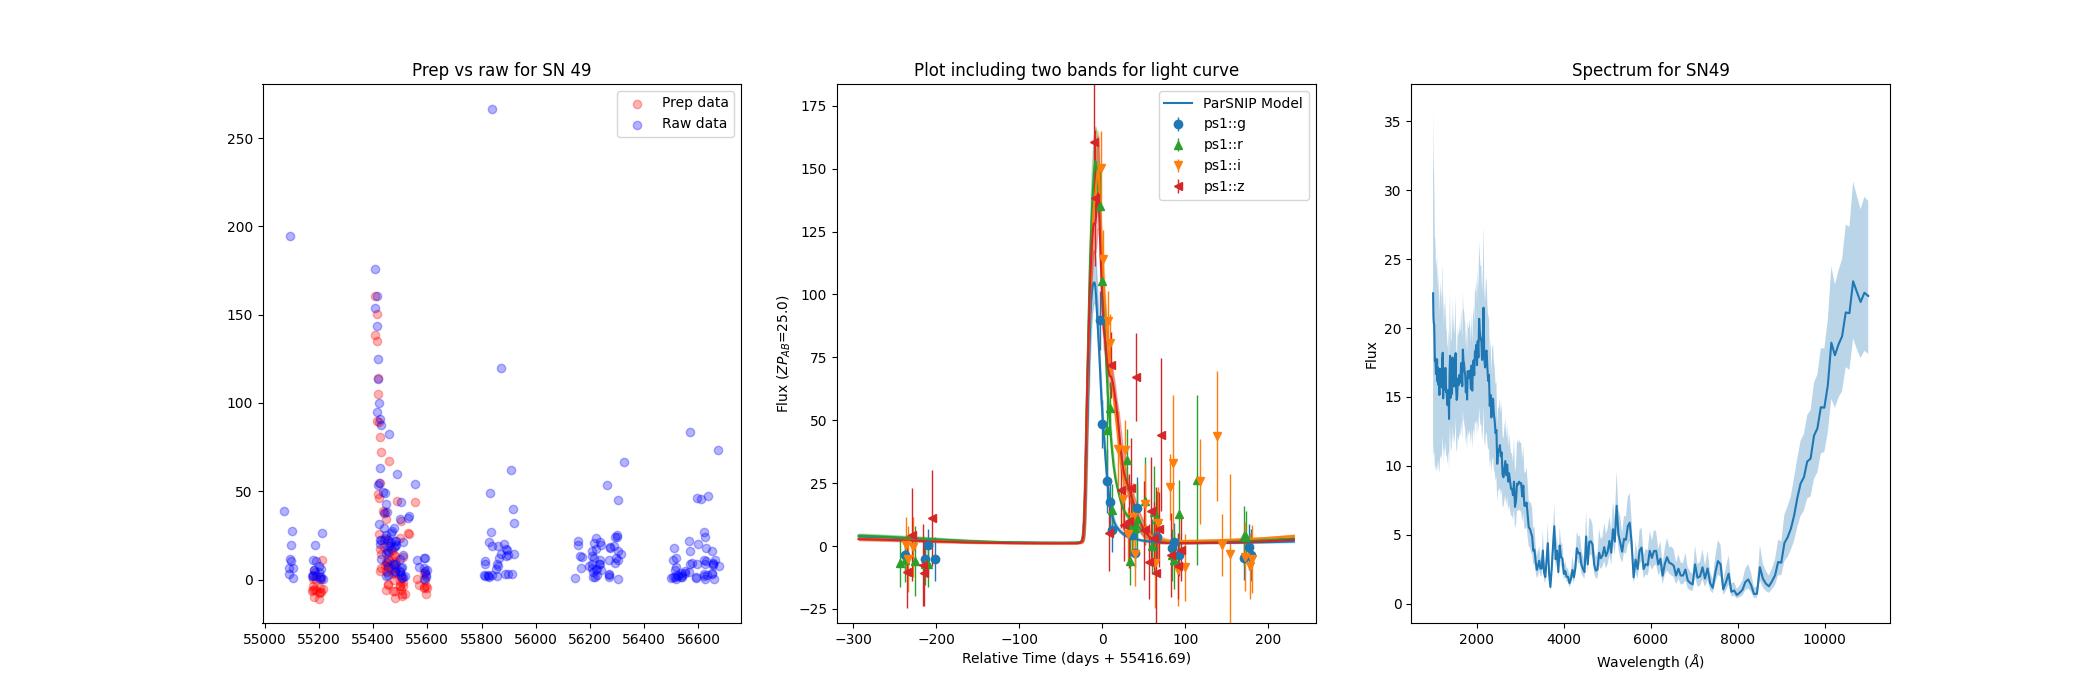 Prep vs raw for SN 49
Prep data
Raw data
250
200
150
100
50
0
55000 55200 55400 55600 55800 56000 56200 56400 56600
Plot including two bands for light curve
ParSNIP Model
ps1::g
ps1::r
ps1::i
ps1::z
Flux (ZP_AB=25.0)
175
150
125
100
75
50
25
0
−25
−300 −200 −100 0 100 200
Relative Time (days + 55416.69)
Spectrum for SN49
Flux
35
30
25
20
15
10
5
0
2000 4000 6000 8000 10000
Wavelength (Å)